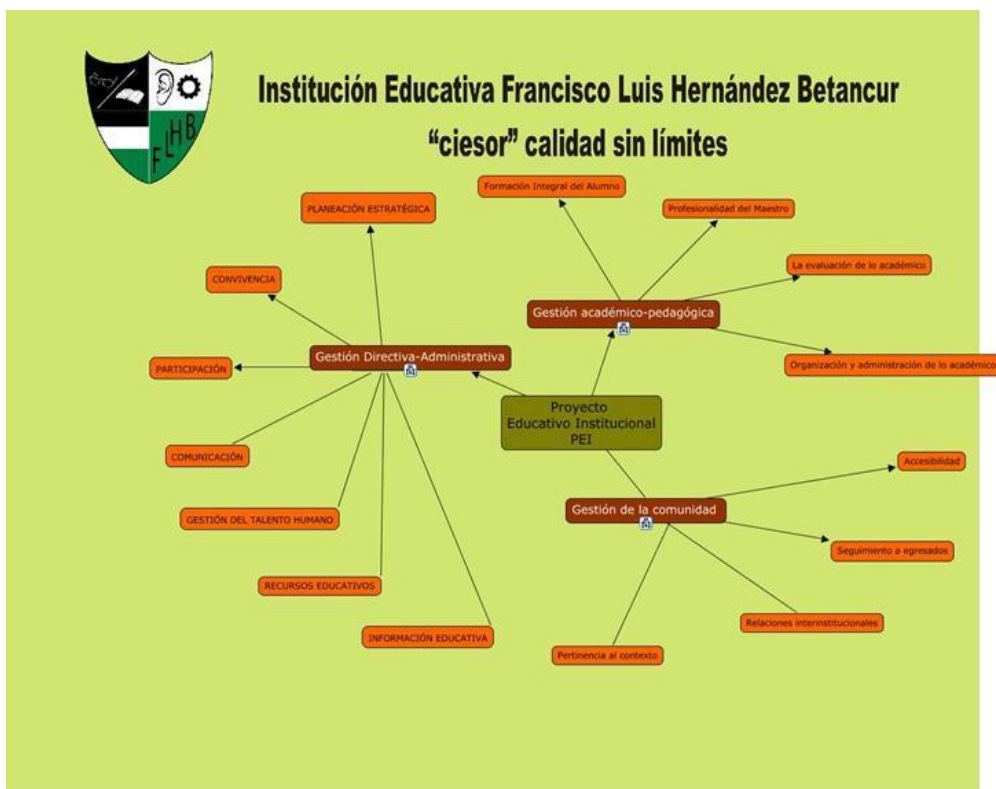 Institución Educativa Francisco Luis Hernández Betancur
“ciesor” calidad sin límites
FLHB
Formación Integral del Alumno
PLANEACIÓN ESTRATÉGICA
Profesionalidad del Maestro
La evaluación de lo académico
CONVIVENCIA
Gestión académico-pedagógica
Gestión Directiva-Administrativa
PARTICIPACIÓN
Organización y administración de lo académico
Proyecto
Educativo Institucional
PEI
COMUNICACIÓN
Accesibilidad
Gestión de la comunidad
GESTIÓN DEL TALENTO HUMANO
Seguimiento a egresados
RECURSOS EDUCATIVOS
Relaciones interinstitucionales
INFORMACIÓN EDUCATIVA
Pertinencia al contexto